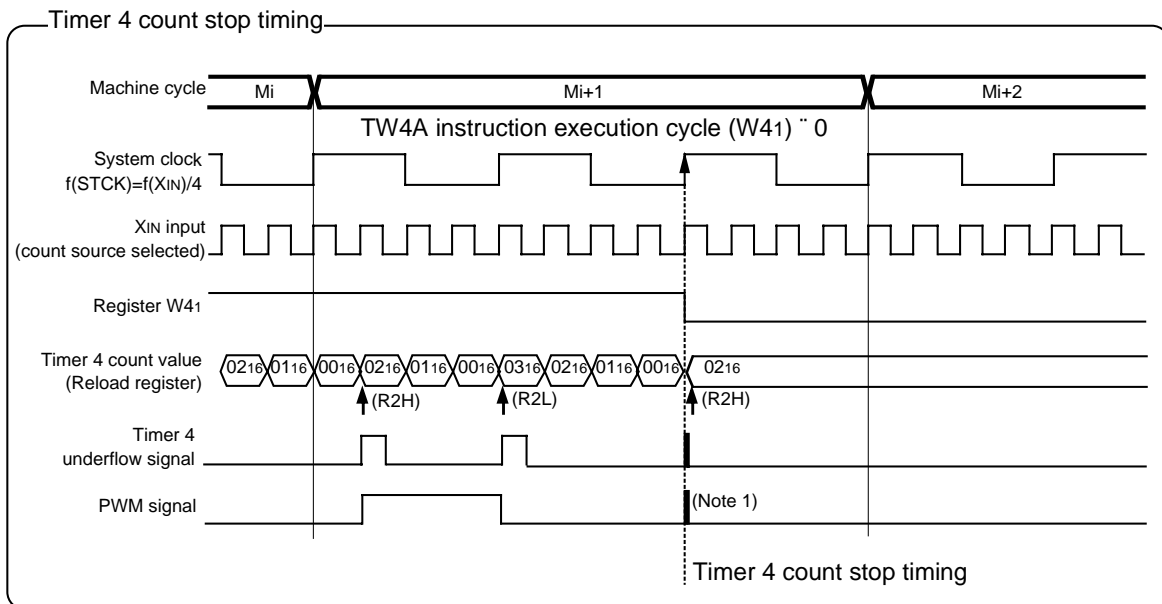 Timer 4 count stop timing
Machine cycle
Mi
Mi+1
Mi+2
TW4A instruction execution cycle (W41) ¨ 0
System clock
f(STCK)=f(XIN)/4
XIN input
(count source selected)
Register W41
Timer 4 count value
(Reload register)
0216 0116 0016 0216 0116 0016 0316 0216 0116 0016 0216
(R2H) (R2L) (R2H)
Timer 4
underflow signal
PWM signal
(Note 1)
Timer 4 count stop timing